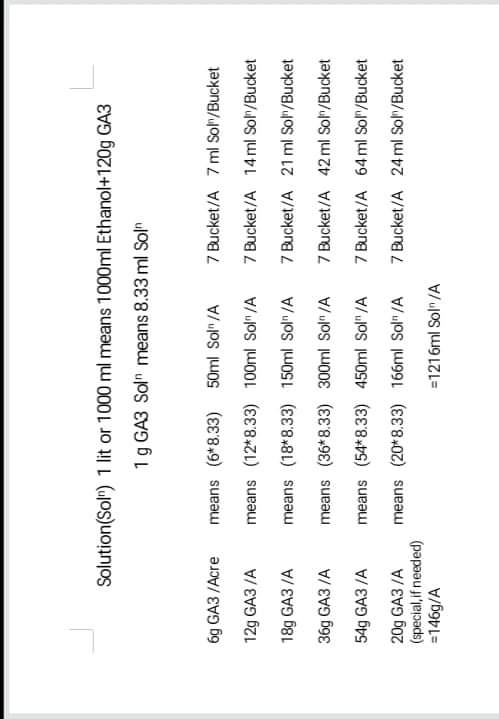 Solution(Solⁿ) 1 lit or 1000 ml means 1000ml Ethanol+120g GA3
1 g GA3 Solⁿ means 8.33 ml Solⁿ
6g GA3 /Acre means (6*8.33) 50ml Solⁿ /A 7 Bucket/A 7 ml Solⁿ/Bucket
12g GA3 /A means (12*8.33) 100ml Solⁿ /A 7 Bucket/A 14 ml Solⁿ/Bucket
18g GA3 /A means (18*8.33) 150ml Solⁿ /A 7 Bucket/A 21 ml Solⁿ/Bucket
36g GA3 /A means (36*8.33) 300ml Solⁿ /A 7 Bucket/A 42 ml Solⁿ/Bucket
54g GA3 /A means (54*8.33) 450ml Solⁿ /A 7 Bucket/A 64 ml Solⁿ/Bucket
20g GA3 /A means (20*8.33) 166ml Solⁿ /A 7 Bucket/A 24 ml Solⁿ/Bucket
(special,if needed)
=146g/A =1216ml Solⁿ /A